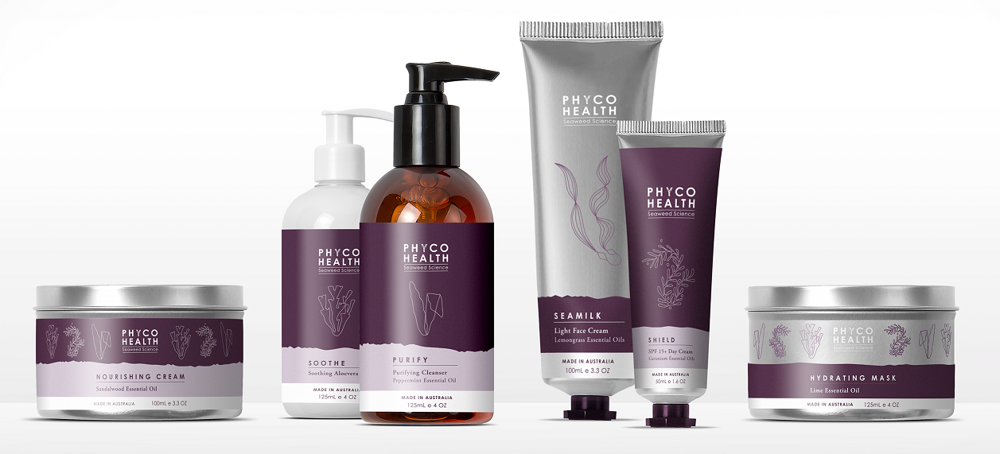 PHYCO
HEALTH
Seaweed Science
NOURISHING CREAM
Sandalwood Essential Oil
MADE IN AUSTRALIA 100mL e 3.3 OZ
PHYCO
HEALTH
Seaweed Science
SOOTHE
Soothing Aloevera
MADE IN AUSTRALI
125mL e 4 OZ
PHYCO
HEALTH
Seaweed Science
PURIFY
Purifying Cleanser
Peppermint Essential Oil
MADE IN AUSTRALIA
125mL e 4 OZ
PHYCO
HEALTH
Seaweed Science
SEAMILK
Light Face Cream
Lemongrass Essential Oils
MADE IN AUSTRALIA
100mL e 3.3 OZ
PHYCO
HEALTH
Seaweed Science
SHIELD
SPF 15+ Day Cream
Geranium Essential Oils
MADE IN AUSTRALIA
50mL e 1.6 OZ
PHYCO
HEALTH
Seaweed Science
HYDRATING MASK
Lime Essential Oil
MADE IN AUSTRALIA 125mL e 4 OZ